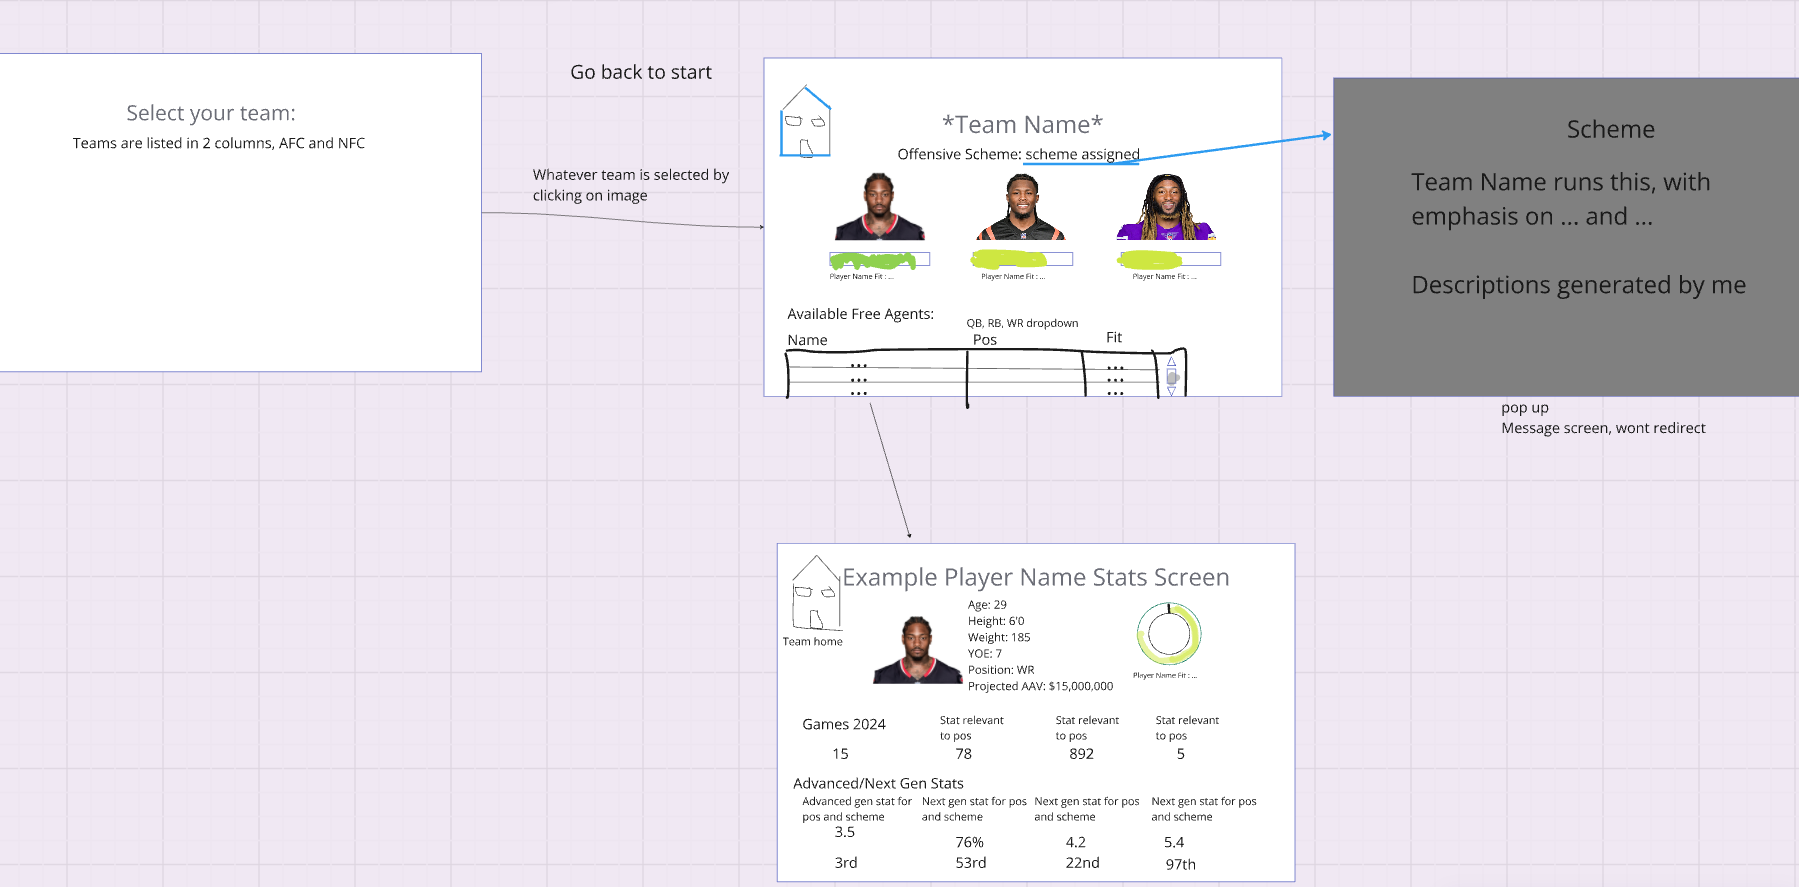 Select your team:
Teams are listed in 2 columns, AFC and NFC
Go back to start
Whatever team is selected by
clicking on image
*Team Name*
Offensive Scheme: scheme assigned
Player Name Fit : ...
Player Name Fit : ...
Player Name Fit : ...
Available Free Agents:
QB, RB, WR dropdown
Name
Pos
Fit
Scheme
Team Name runs this, with
emphasis on ... and ...
Descriptions generated by me
pop up
Message screen, wont redirect
Example Player Name Stats Screen
Team home
Age: 29
Height: 6'0
Weight: 185
YOE: 7
Position: WR
Projected AAV: $15,000,000
Player Name Fit : ...
Games 2024
15
Stat relevant
to pos
78
Stat relevant
to pos
892
Stat relevant
to pos
5
Advanced/Next Gen Stats
Advanced gen stat for
pos and scheme
3.5
3rd
Next gen stat for pos
and scheme
76%
53rd
Next gen stat for pos
and scheme
4.2
22nd
Next gen stat for pos
and scheme
5.4
97th